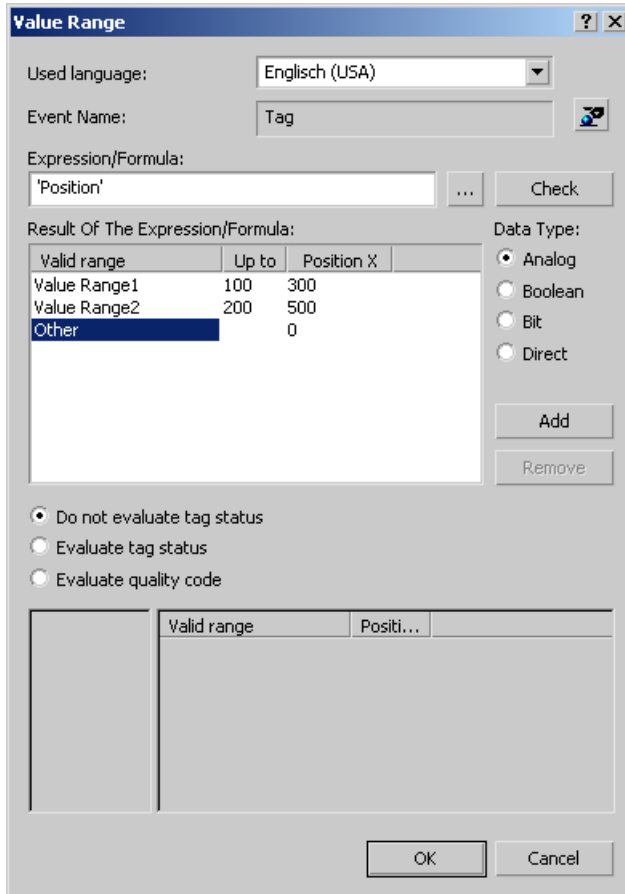 Value Range
Used language: Englisch (USA)
Event Name: Tag
Expression/Formula:
'Position' ... Check
Result Of The Expression/Formula: Data Type:
Valid range Up to Position X
Value Range1 100 300
Value Range2 200 500
Other 0
Analog
Boolean
Bit
Direct
Add
Remove
Do not evaluate tag status
Evaluate tag status
Evaluate quality code
Valid range Positi...
OK Cancel